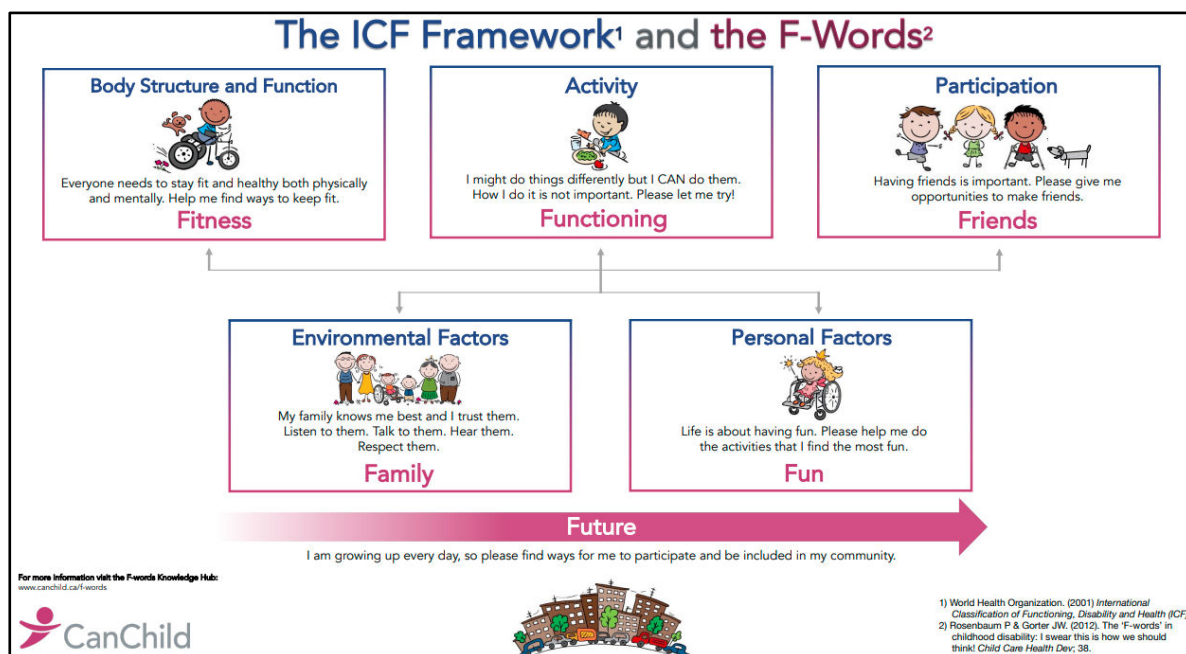 The ICF Framework¹ and the F-Words²
Body Structure and Function
Everyone needs to stay fit and healthy both physically
and mentally. Help me find ways to keep fit.
Fitness
Activity
I might do things differently but I CAN do them.
How I do it is not important. Please let me try!
Functioning
Participation
Having friends is important. Please give me
opportunities to make friends.
Friends
Environmental Factors
My family knows me best and I trust them.
Listen to them. Talk to them. Hear them.
Respect them.
Family
Personal Factors
Life is about having fun. Please help me do
the activities that I find the most fun.
Fun
Future
I am growing up every day, so please find ways for me to participate and be included in my community.
For more information visit the F-words Knowledge Hub:
www.canchild.ca/f-words
CanChild
1) World Health Organization. (2001) International
Classification of Functioning, Disability and Health (ICF)
2) Rosenbaum P & Gorter JW. (2012). The 'F-words' in
childhood disability: I swear this is how we should
think! Child Care Health Dev; 38.